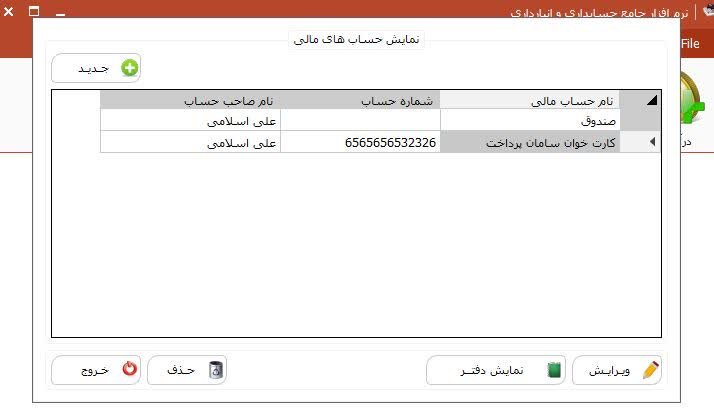 نرم افزار جامع حسابداری و انبارداری
File
نمایش حساب های مالی
جدید
نام حساب مالی شماره حساب نام صاحب حساب
صندوق علی اسلامی
کارت خوان سامان پرداخت 6565656532326 علی اسلامی
ویرایش نمایش دفتر حذف خروج